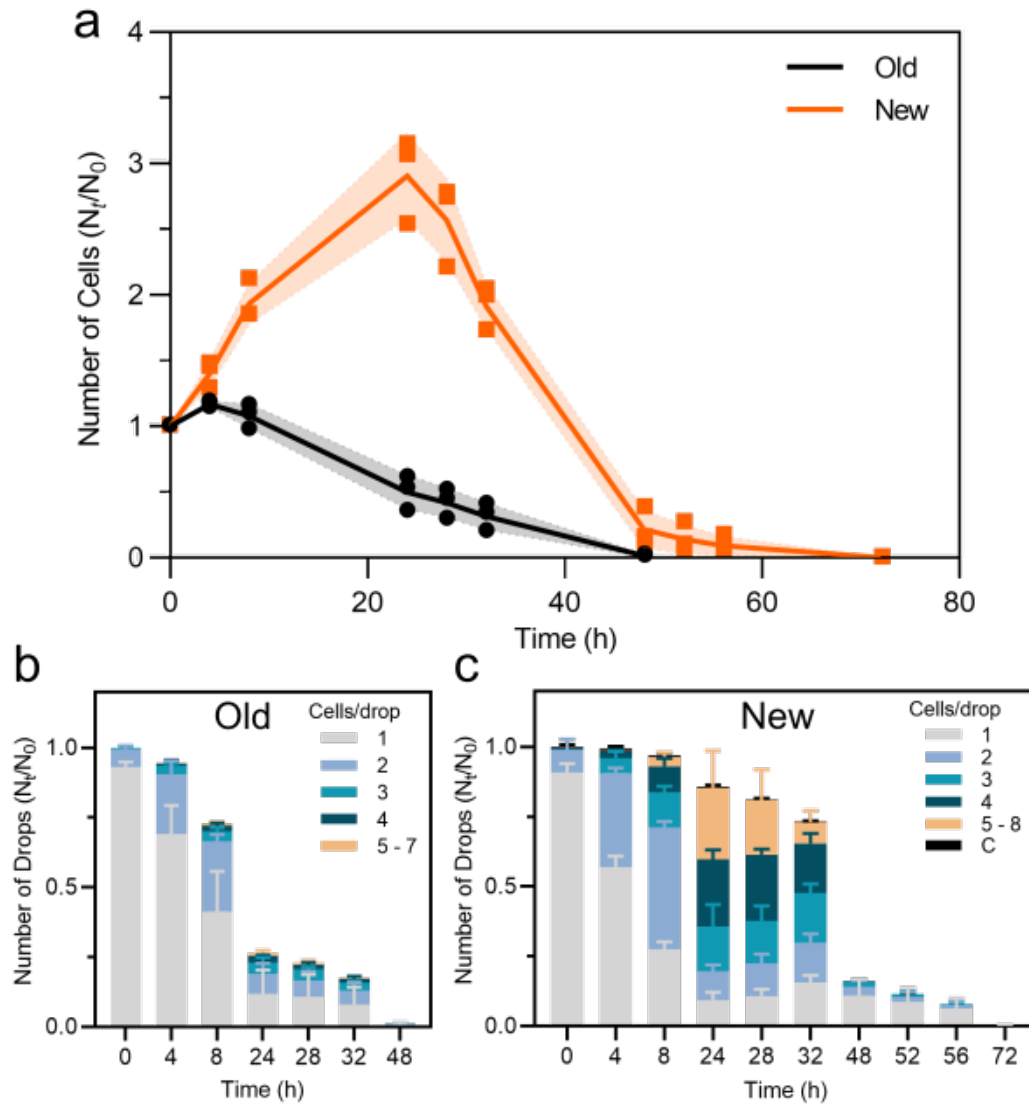 a
4
3
2
1
0
Number of Cells (Nt/N0)
Old
New
0 20 40 60 80
Time (h)
b
Old
Cells/drop
1
2
3
4
5 - 7
1.0
0.5
0.0
Number of Drops (Nt/N0)
0 4 8 24 28 32 48
Time (h)
c
New
Cells/drop
1
2
3
4
5 - 8
C
1.0
0.5
0.0
Number of Drops (Nt/N0)
0 4 8 24 28 32 48 52 56 72
Time (h)